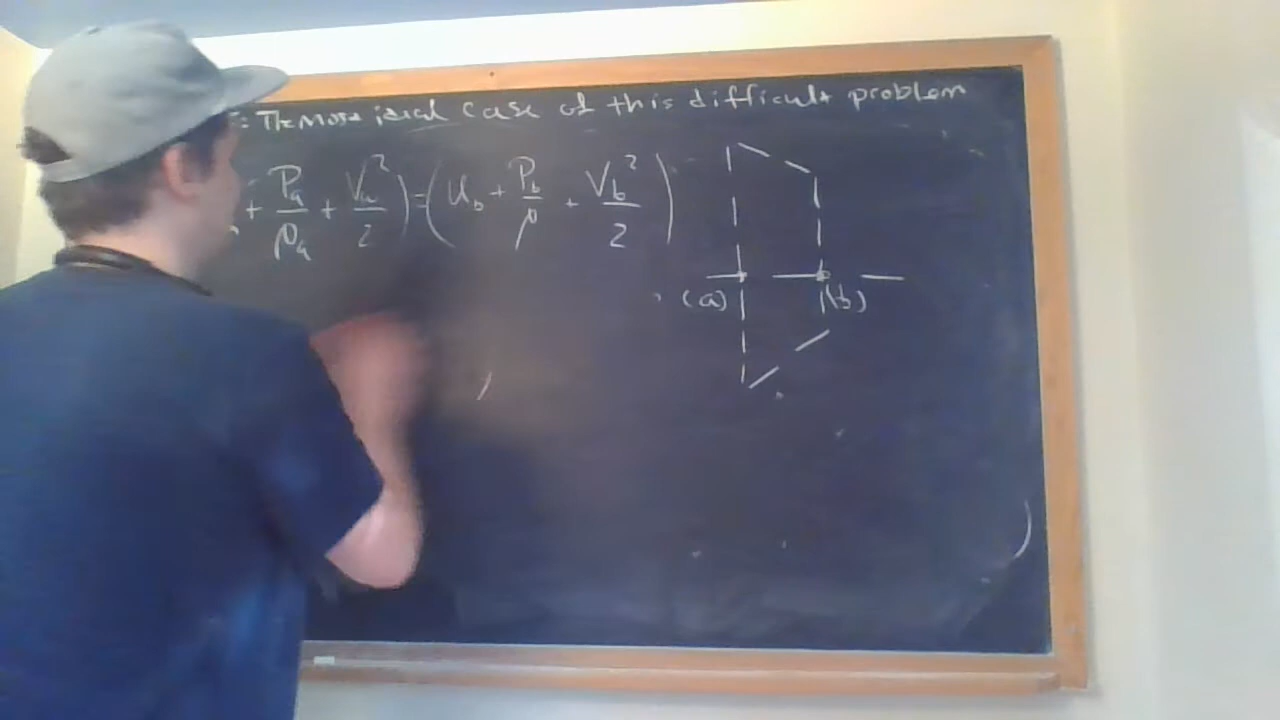 : The most ideal case of this difficult problem
+ Pa/ρa + Va²/2) = (Ub + Pb/ρ + Vb²/2)
(a) (b)